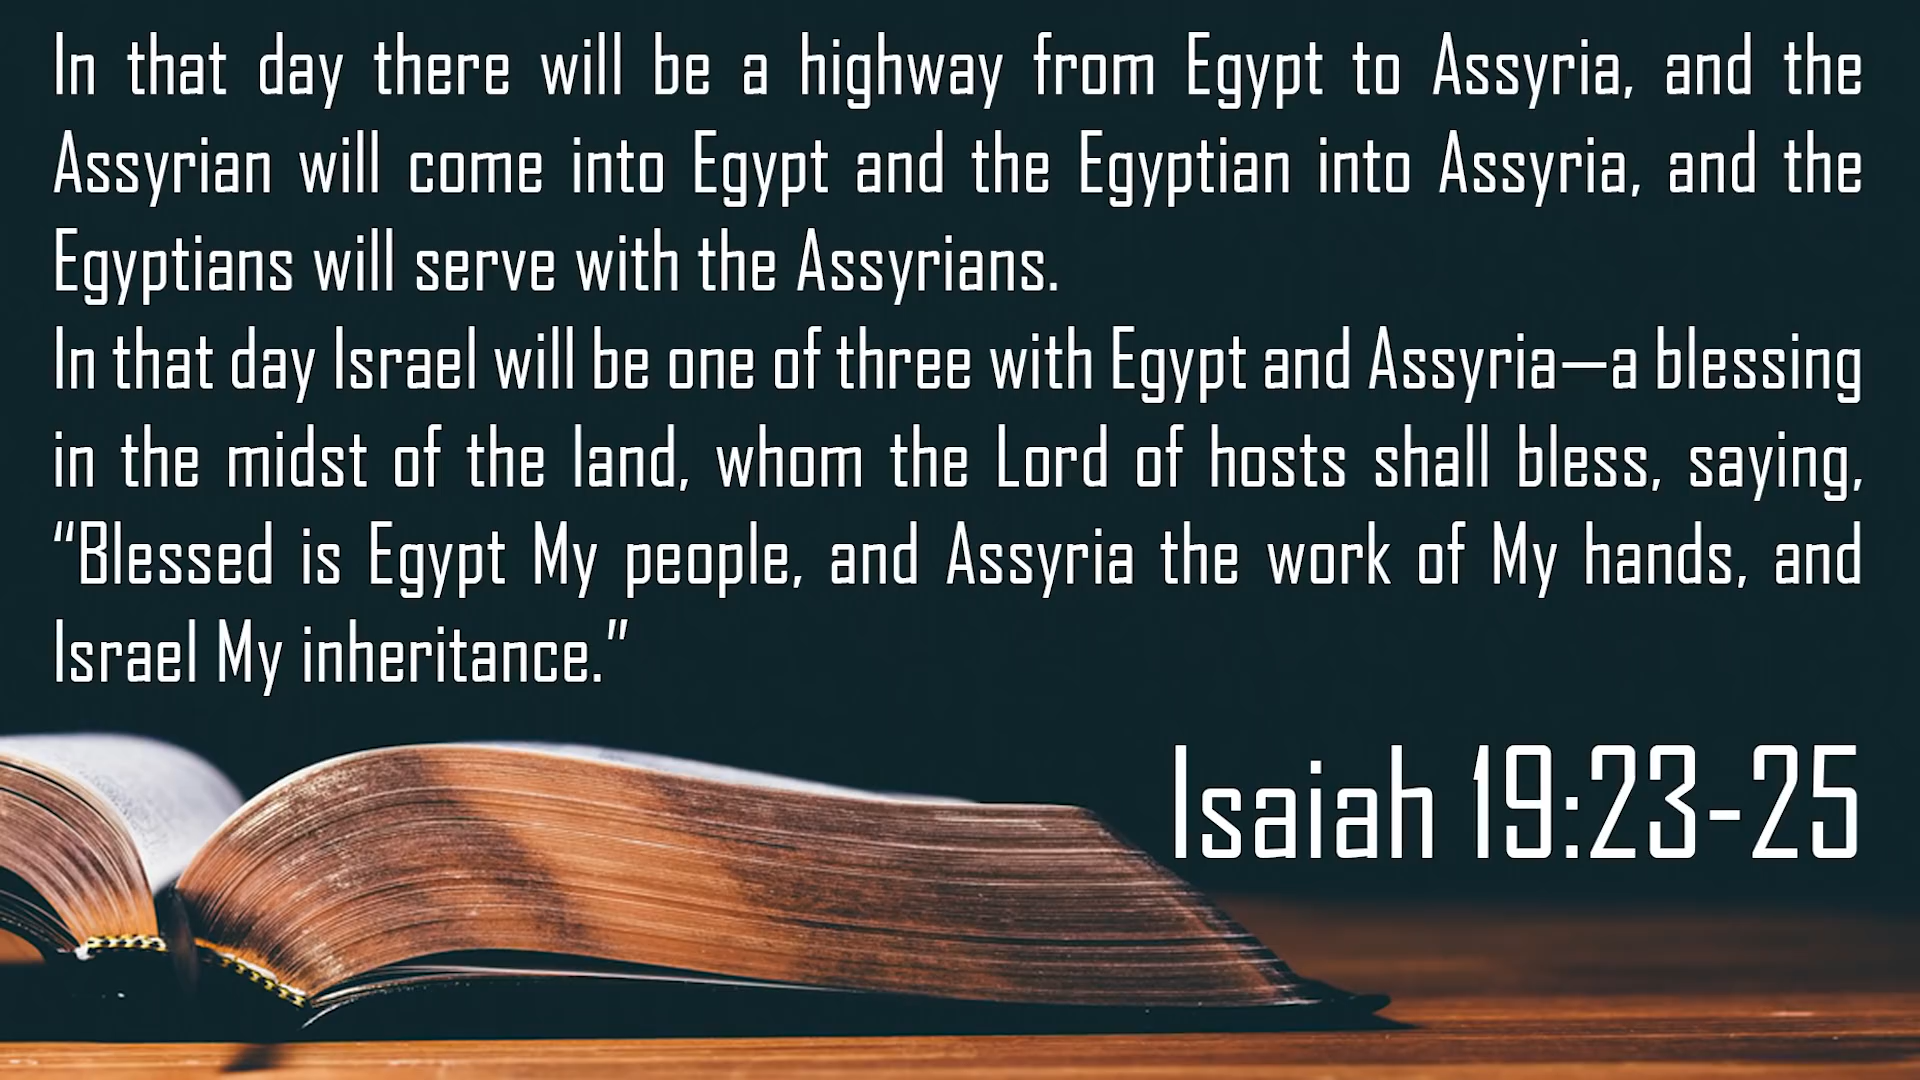 In that day there will be a highway from Egypt to Assyria, and the
Assyrian will come into Egypt and the Egyptian into Assyria, and the
Egyptians will serve with the Assyrians.
In that day Israel will be one of three with Egypt and Assyria—a blessing
in the midst of the land, whom the Lord of hosts shall bless, saying,
“Blessed is Egypt My people, and Assyria the work of My hands, and
Israel My inheritance.”
Isaiah 19:23-25